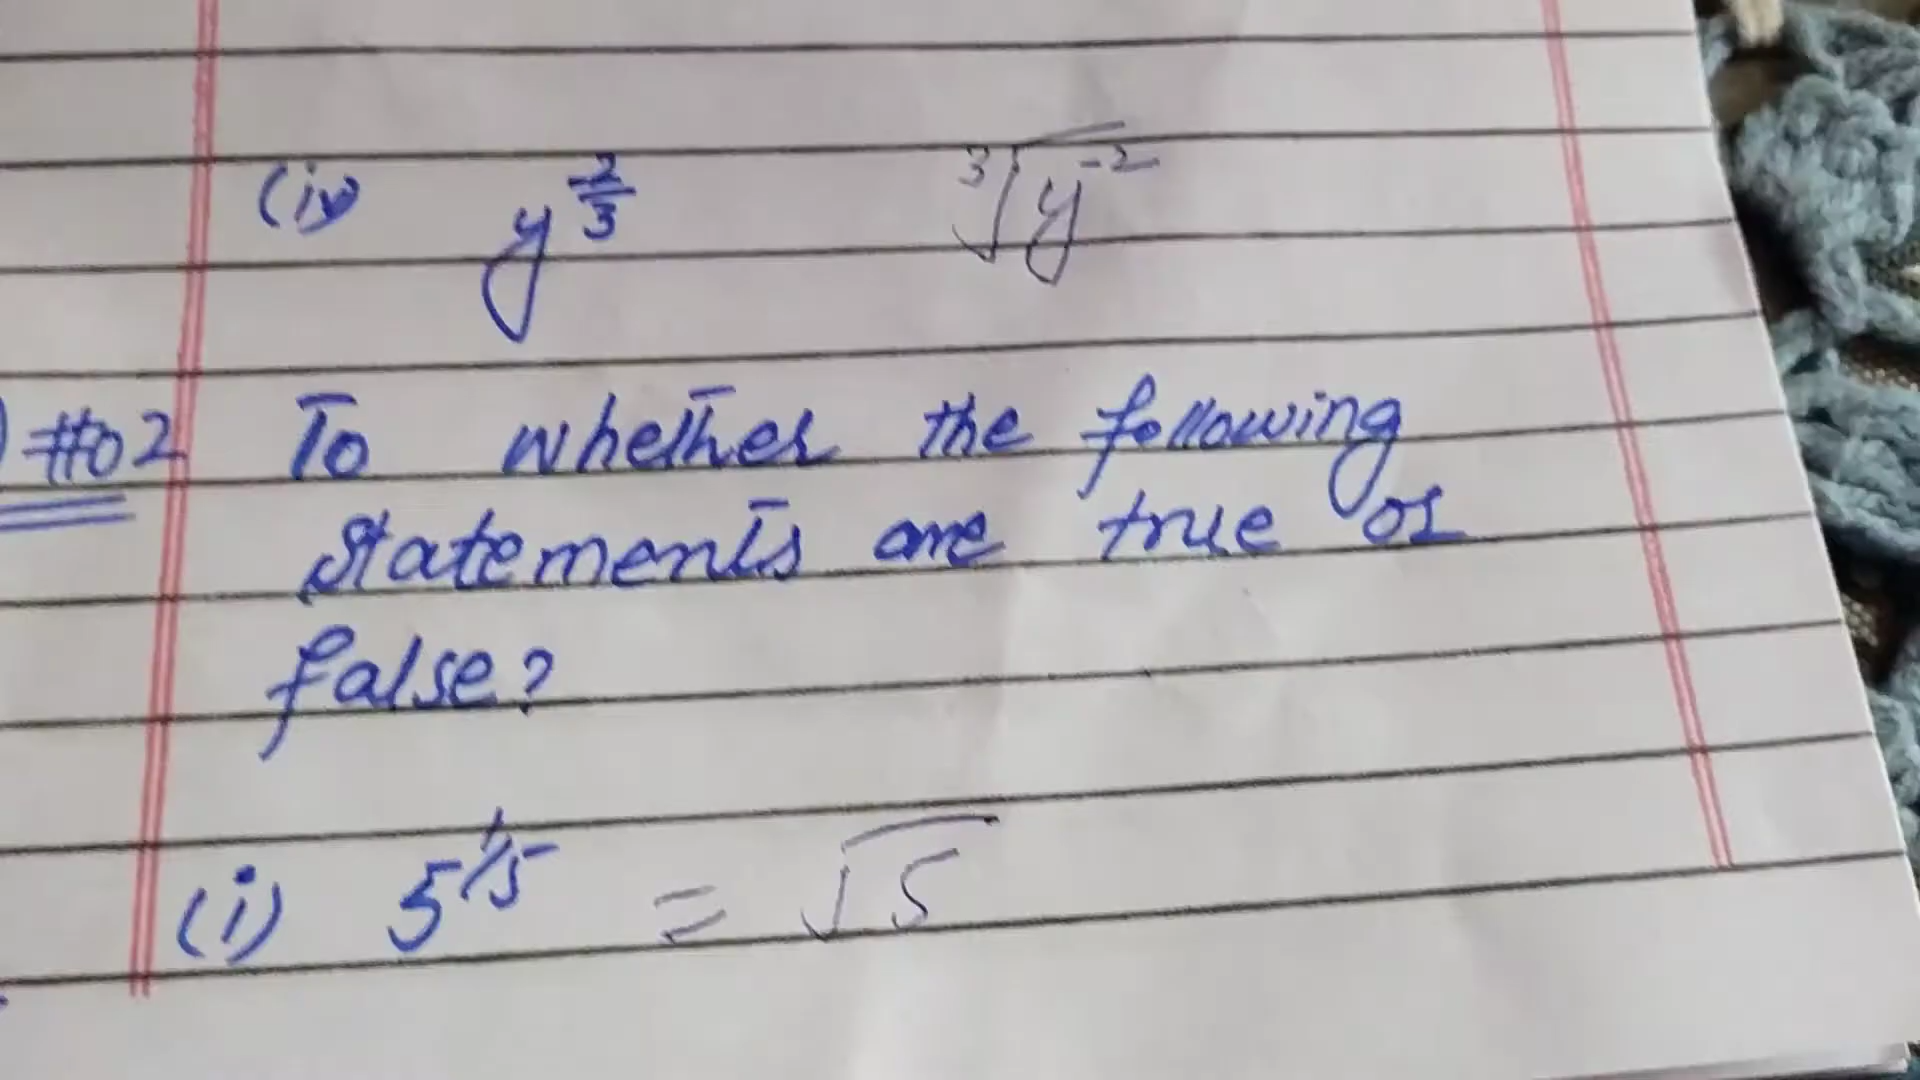 (iv) y^{-2/3} ∛(y^{-2})
#02 To whether the following
statements are true or
false?
(i) 5^{1/5} = √5